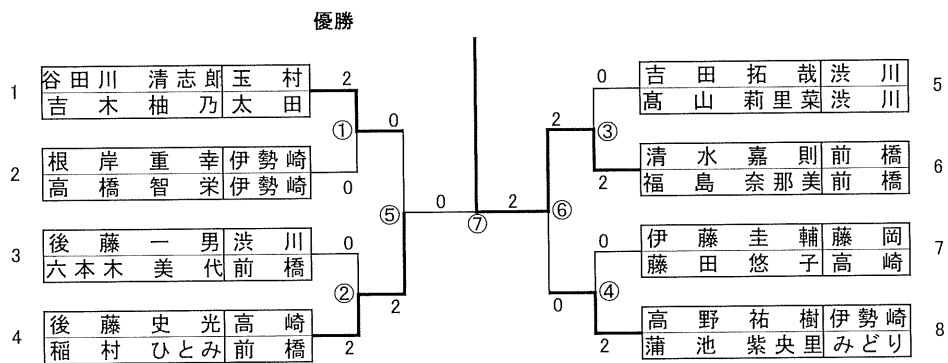 優勝
1
谷田川 清志郎 玉村
吉木柚乃 太田
2
①
0
2
根岸重幸 伊勢崎
高橋智栄 伊勢崎
0
⑤
0
3
後藤一男 渋川
六本木美代 前橋
0
②
2
4
後藤史光 高崎
稲村ひとみ 前橋
2
⑦
2
5
吉田拓哉 渋川
髙山莉里菜 渋川
0
③
2
6
清水嘉則 前橋
福島奈那美 前橋
2
⑥
7
伊藤圭輔 藤岡
藤田悠子 高崎
0
④
0
8
高野祐樹 伊勢崎
蒲池紫央里 みどり
2